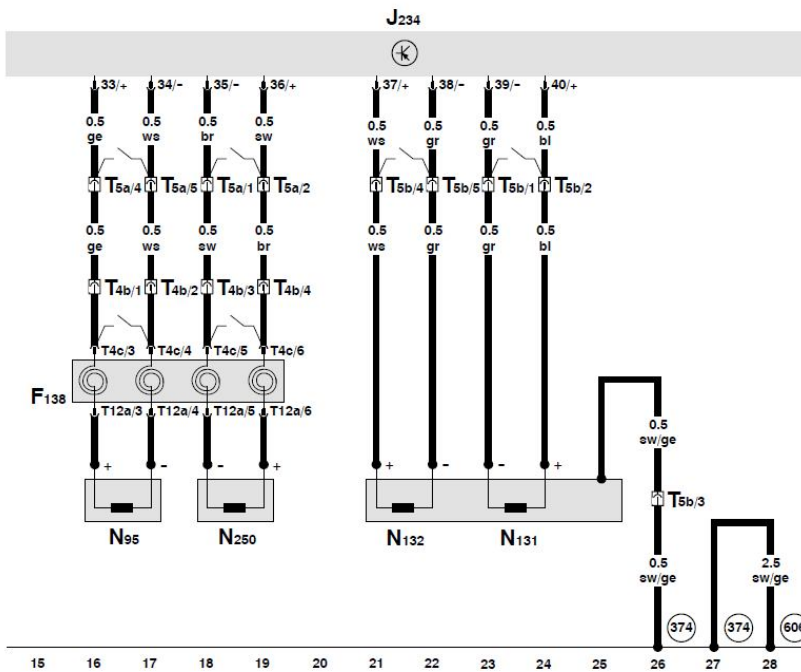 J234
33/+ 34/- 35/- 36/+ 37/+ 38/- 39/- 40/+
0.5 0.5 0.5 0.5 0.5 0.5 0.5 0.5
ge ws br sw ws gr gr bl
T5a/4 T5a/5 T5a/1 T5a/2 T5b/4 T5b/5 T5b/1 T5b/2
0.5 0.5 0.5 0.5 0.5 0.5 0.5 0.5
ge ws sw br ws gr gr bl
T4b/1 T4b/2 T4b/3 T4b/4
T4c/3 T4c/4 T4c/5 T4c/6
F138
T12a/3 T12a/4 T12a/5 T12a/6
0.5
sw/ge
+ - - + + - - +
T5b/3
N95 N250 N132 N131
0.5 2.5
sw/ge sw/ge
374 374 606
15 16 17 18 19 20 21 22 23 24 25 26 27 28